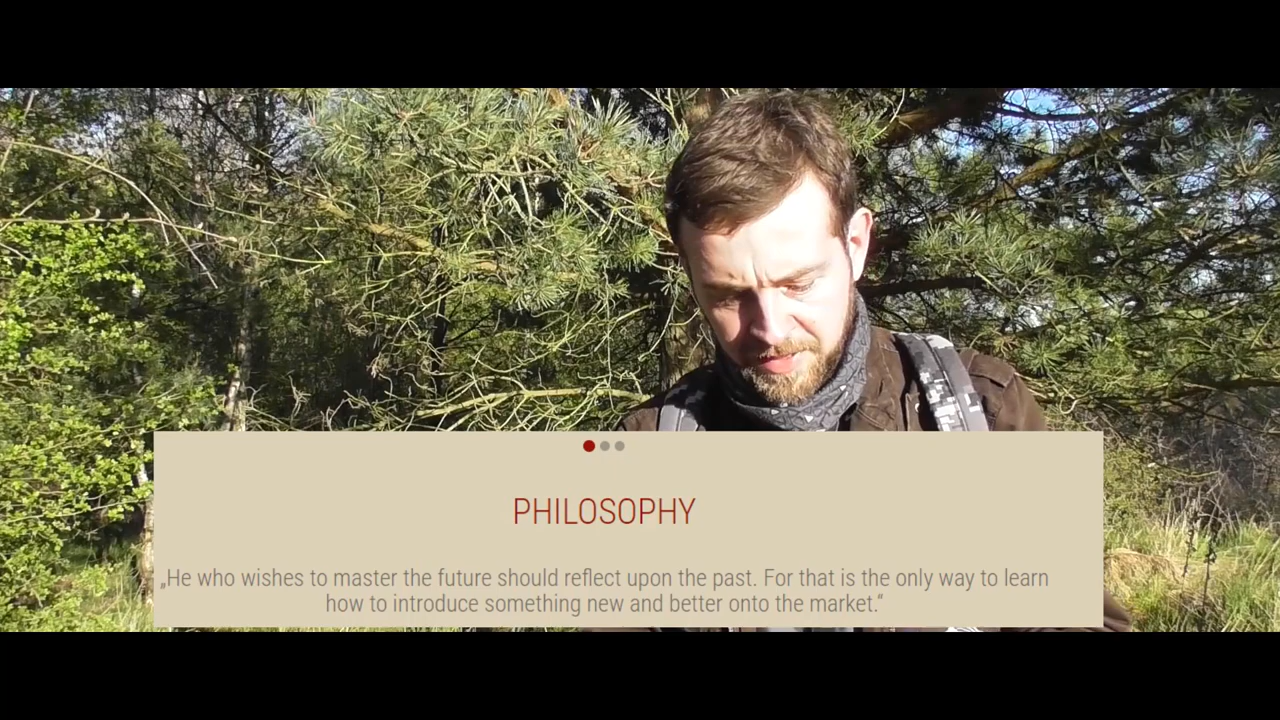 PHILOSOPHY
„He who wishes to master the future should reflect upon the past. For that is the only way to learn
how to introduce something new and better onto the market.“